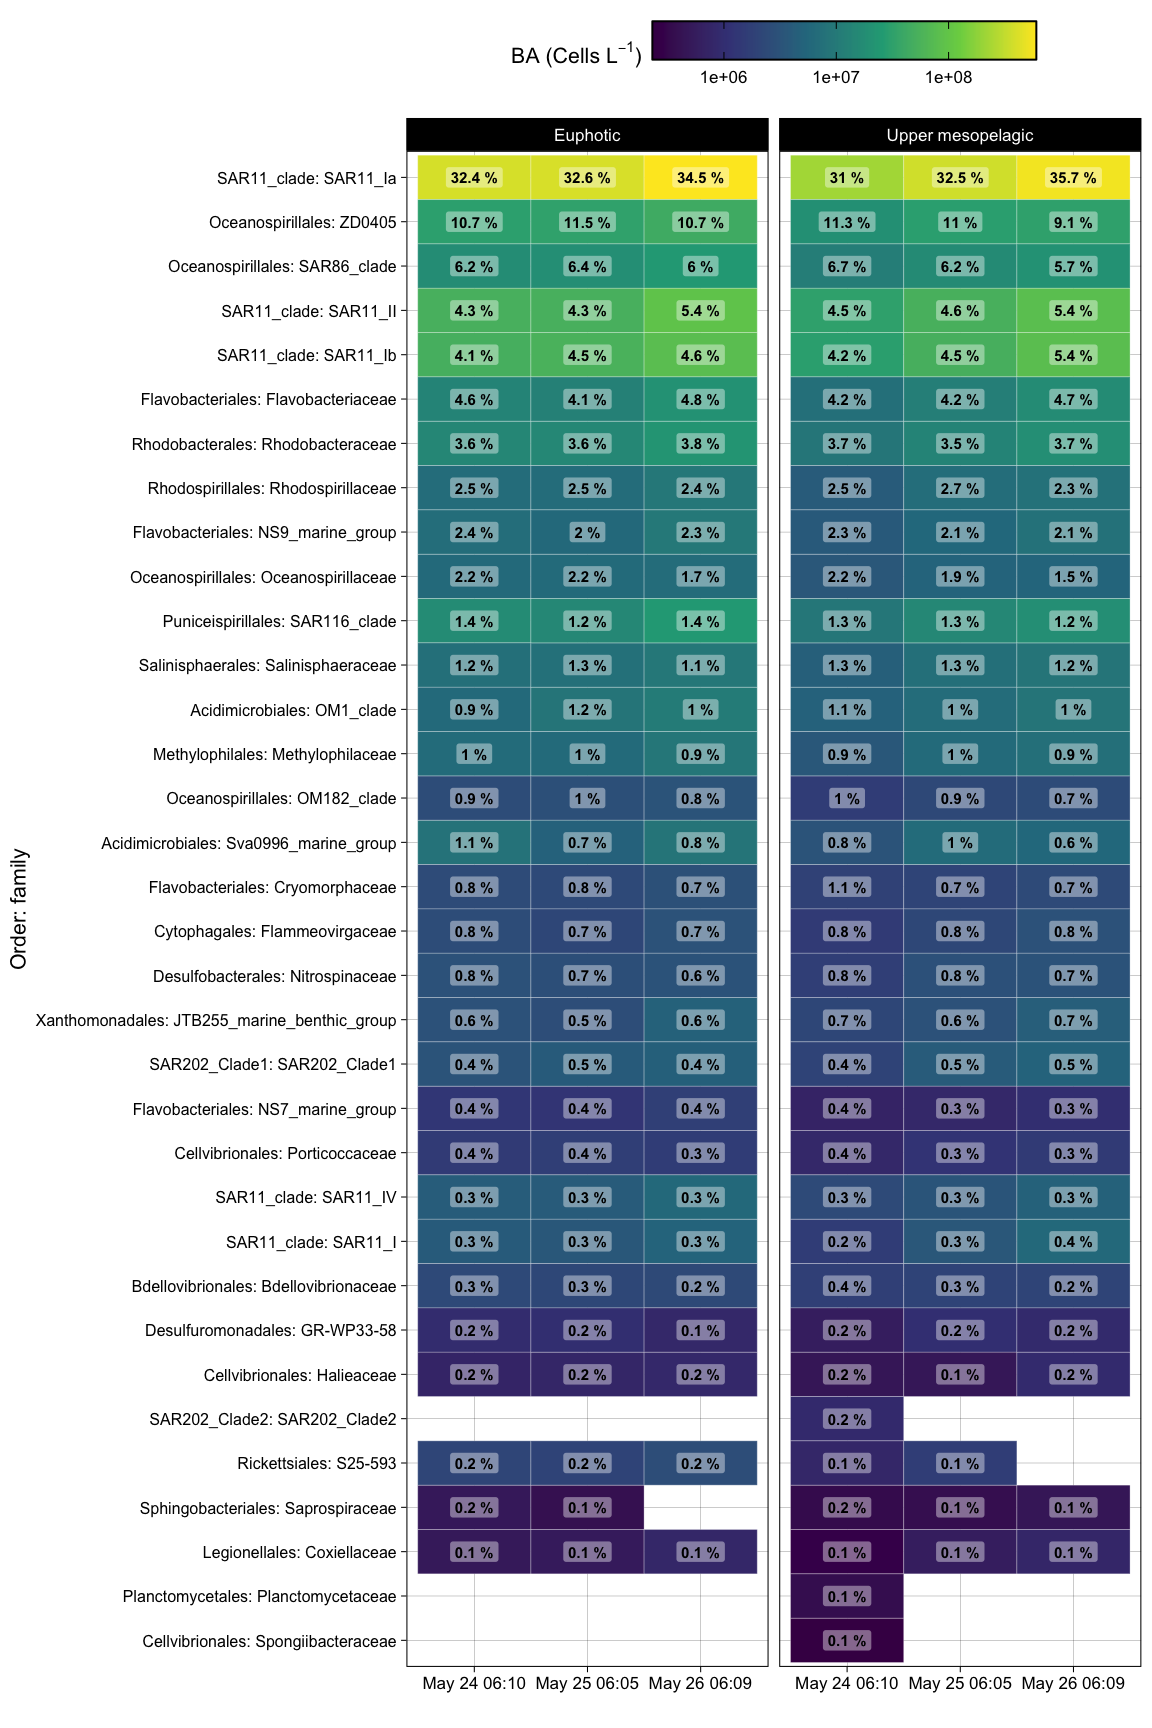 BA (Cells L⁻¹)
1e+06 1e+07 1e+08
Euphotic Upper mesopelagic
SAR11_clade: SAR11_Ia 32.4 % 32.6 % 34.5 % 31 % 32.5 % 35.7 %
Oceanospirillales: ZD0405 10.7 % 11.5 % 10.7 % 11.3 % 11 % 9.1 %
Oceanospirillales: SAR86_clade 6.2 % 6.4 % 6 % 6.7 % 6.2 % 5.7 %
SAR11_clade: SAR11_II 4.3 % 4.3 % 5.4 % 4.5 % 4.6 % 5.4 %
SAR11_clade: SAR11_Ib 4.1 % 4.5 % 4.6 % 4.2 % 4.5 % 5.4 %
Flavobacteriales: Flavobacteriaceae 4.6 % 4.1 % 4.8 % 4.2 % 4.2 % 4.7 %
Rhodobacterales: Rhodobacteraceae 3.6 % 3.6 % 3.8 % 3.7 % 3.5 % 3.7 %
Rhodospirillales: Rhodospirillaceae 2.5 % 2.5 % 2.4 % 2.5 % 2.7 % 2.3 %
Flavobacteriales: NS9_marine_group 2.4 % 2 % 2.3 % 2.3 % 2.1 % 2.1 %
Oceanospirillales: Oceanospirillaceae 2.2 % 2.2 % 1.7 % 2.2 % 1.9 % 1.5 %
Puniceispirillales: SAR116_clade 1.4 % 1.2 % 1.4 % 1.3 % 1.3 % 1.2 %
Salinisphaerales: Salinisphaeraceae 1.2 % 1.3 % 1.1 % 1.3 % 1.3 % 1.2 %
Acidimicrobiales: OM1_clade 0.9 % 1.2 % 1 % 1.1 % 1 % 1 %
Methylophilales: Methylophilaceae 1 % 1 % 0.9 % 0.9 % 1 % 0.9 %
Oceanospirillales: OM182_clade 0.9 % 1 % 0.8 % 1 % 0.9 % 0.7 %
Acidimicrobiales: Sva0996_marine_group 1.1 % 0.7 % 0.8 % 0.8 % 1 % 0.6 %
Flavobacteriales: Cryomorphaceae 0.8 % 0.8 % 0.7 % 1.1 % 0.7 % 0.7 %
Cytophagales: Flammeovirgaceae 0.8 % 0.7 % 0.7 % 0.8 % 0.8 % 0.8 %
Desulfobacterales: Nitrospinaceae 0.8 % 0.7 % 0.6 % 0.8 % 0.8 % 0.7 %
Xanthomonadales: JTB255_marine_benthic_group 0.6 % 0.5 % 0.6 % 0.7 % 0.6 % 0.7 %
SAR202_Clade1: SAR202_Clade1 0.4 % 0.5 % 0.4 % 0.4 % 0.5 % 0.5 %
Flavobacteriales: NS7_marine_group 0.4 % 0.4 % 0.4 % 0.4 % 0.3 % 0.3 %
Cellvibrionales: Porticoccaceae 0.4 % 0.4 % 0.3 % 0.4 % 0.3 % 0.3 %
SAR11_clade: SAR11_IV 0.3 % 0.3 % 0.3 % 0.3 % 0.3 % 0.3 %
SAR11_clade: SAR11_I 0.3 % 0.3 % 0.3 % 0.2 % 0.3 % 0.4 %
Bdellovibrionales: Bdellovibrionaceae 0.3 % 0.3 % 0.2 % 0.4 % 0.3 % 0.2 %
Desulfuromonadales: GR-WP33-58 0.2 % 0.2 % 0.1 % 0.2 % 0.2 % 0.2 %
Cellvibrionales: Halieaceae 0.2 % 0.2 % 0.2 % 0.2 % 0.1 % 0.2 %
SAR202_Clade2: SAR202_Clade2 0.2 %
Rickettsiales: S25-593 0.2 % 0.2 % 0.2 % 0.1 % 0.1 %
Sphingobacteriales: Saprospiraceae 0.2 % 0.1 % 0.2 % 0.1 % 0.1 %
Legionellales: Coxiellaceae 0.1 % 0.1 % 0.1 % 0.1 % 0.1 % 0.1 %
Planctomycetales: Planctomycetaceae 0.1 %
Cellvibrionales: Spongiibacteraceae 0.1 %
May 24 06:10 May 25 06:05 May 26 06:09 May 24 06:10 May 25 06:05 May 26 06:09
Order: family